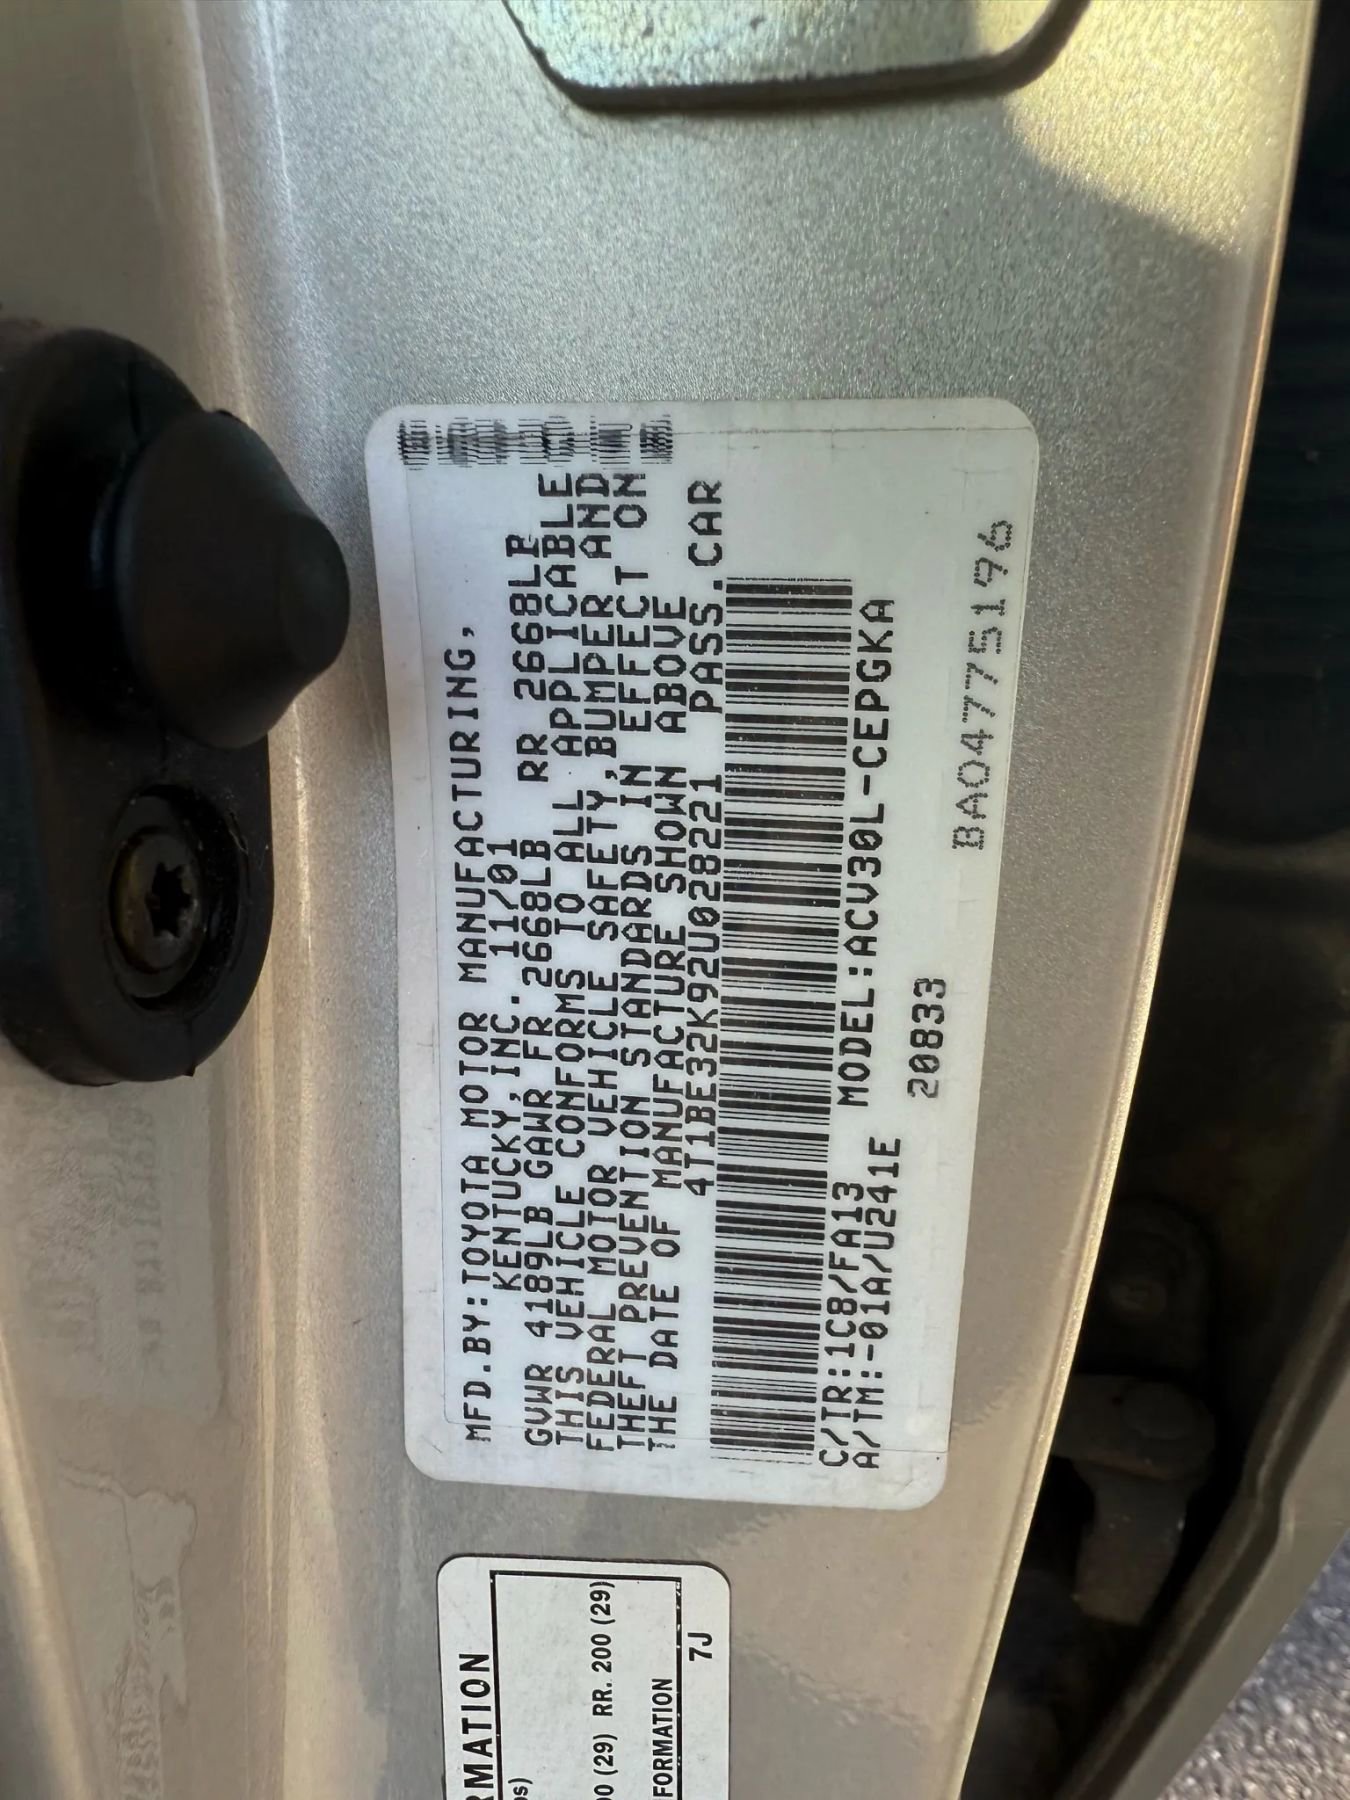 MFD.BY:TOYOTA MOTOR MANUFACTURING,
KENTUCKY,INC. 11/01
GVWR 4189LB GAWR FR 2668LB RR 2668LB
THIS VEHICLE CONFORMS TO ALL APPLICABLE
FEDERAL MOTOR VEHICLE SAFETY,BUMPER AND
THEFT PREVENTION STANDARDS IN EFFECT ON
THE DATE OF MANUFACTURE SHOWN ABOVE
4T1BE32K92U028221 PASS.CAR
C/TR:1C8/FA13 MODEL:ACV30L-CEPGKA
A/TM:-01A/U241E 20833
BA04775196
RMATION
00 (29) RR. 200 (29)
FORMATION
7J